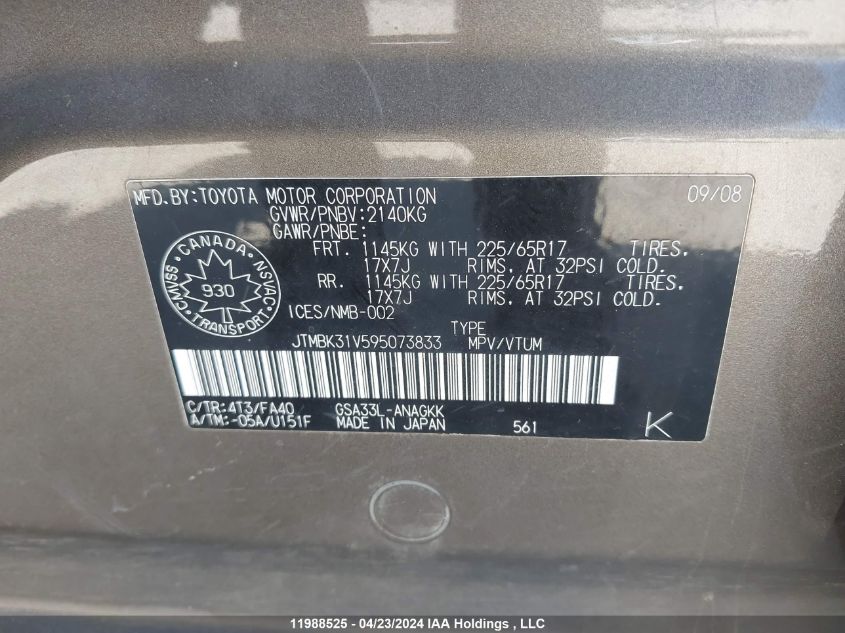 MFD.BY:TOYOTA MOTOR CORPORATION 09/08
GVWR/PNBV:2140KG
GAWR/PNBE:
FRT. 1145KG WITH 225/65R17 TIRES.
17X7J RIMS. AT 32PSI COLD.
RR. 1145KG WITH 225/65R17 TIRES.
17X7J RIMS. AT 32PSI COLD.
CANADA
CMVSS 930 NSVAC
TRANSPORT
ICES/NMB-002
TYPE
JTMBK31V595073833 MPV/VTUM
C/TR:4T3/FA40 GSA33L-ANAGKK
A/TM:-05A/U151F MADE IN JAPAN 561 K
11988525 - 04/23/2024 IAA Holdings , LLC